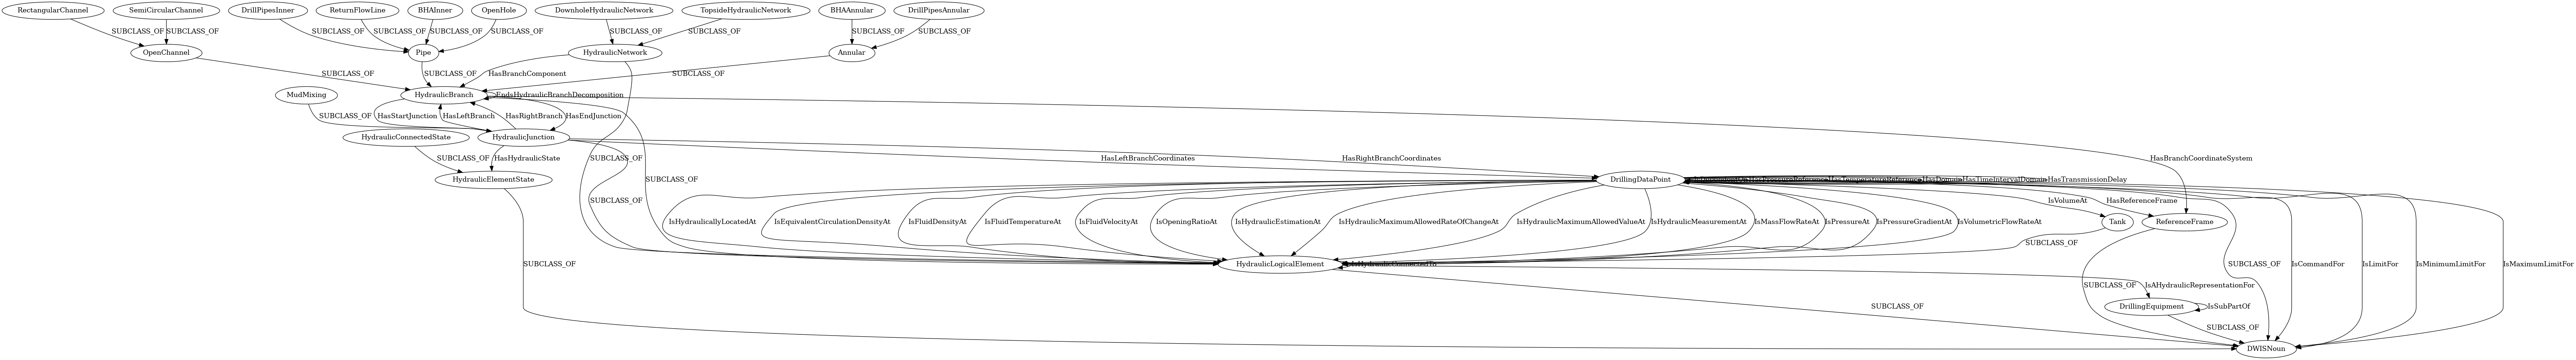 RectangularChannel
SemiCircularChannel
DrillPipesInner
ReturnFlowLine
BHAInner
OpenHole
DownholeHydraulicNetwork
TopsideHydraulicNetwork
BHAAnnular
DrillPipesAnnular
SUBCLASS_OF
SUBCLASS_OF
SUBCLASS_OF
SUBCLASS_OF
SUBCLASS_OF
SUBCLASS_OF
SUBCLASS_OF
SUBCLASS_OF
SUBCLASS_OF
SUBCLASS_OF
OpenChannel
Pipe
HydraulicNetwork
Annular
SUBCLASS_OF
SUBCLASS_OF
HasBranchComponent
SUBCLASS_OF
MudMixing
HydraulicBranch
EndsHydraulicBranchDecomposition
SUBCLASS_OF
HasStartJunction
HasLeftBranch
HasRightBranch
HasEndJunction
HydraulicConnectedState
HydraulicJunction
SUBCLASS_OF
HasHydraulicState
SUBCLASS_OF
HasLeftBranchCoordinates
HasRightBranchCoordinates
HasBranchCoordinateSystem
HydraulicElementState
SUBCLASS_OF
DrillingDataPoint
HasTimeIntervalDomain
HasTransmissionDelay
SUBCLASS_OF
IsVolumeAt
HasReferenceFrame
IsHydraulicallyLocatedAt
IsEquivalentCirculationDensityAt
IsFluidDensityAt
IsFluidTemperatureAt
IsFluidVelocityAt
IsOpeningRatioAt
IsHydraulicEstimationAt
IsHydraulicMaximumAllowedRateOfChangeAt
IsHydraulicMaximumAllowedValueAt
IsHydraulicMeasurementAt
IsMassFlowRateAt
IsPressureAt
IsPressureGradientAt
IsVolumetricFlowRateAt
Tank
ReferenceFrame
SUBCLASS_OF
SUBCLASS_OF
HydraulicLogicalElement
IsHydraulicConnectedTo
SUBCLASS_OF
IsCommandFor
IsLimitFor
IsMinimumLimitFor
IsMaximumLimitFor
SUBCLASS_OF
IsAHydraulicRepresentationFor
SUBCLASS_OF
DrillingEquipment
IsSubPartOf
SUBCLASS_OF
DWISNoun